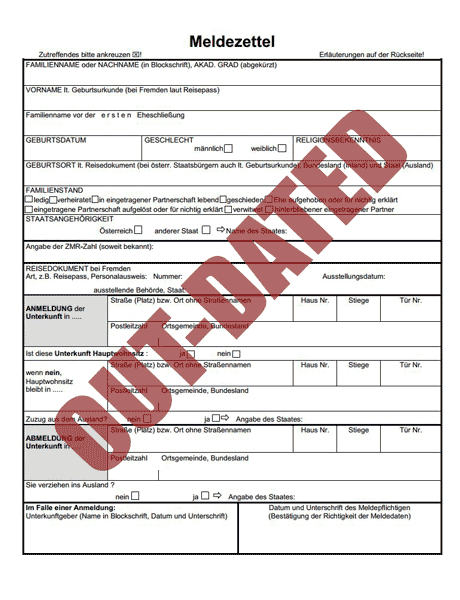 Meldezettel
Zutreffendes bitte ankreuzen ☒! Erläuterungen auf der Rückseite!
FAMILIENNAME oder NACHNAME (in Blockschrift), AKAD. GRAD (abgekürzt)
VORNAME lt. Geburtsurkunde (bei Fremden laut Reisepass)
Familienname vor der ersten Eheschließung
GEBURTSDATUM GESCHLECHT RELIGIONSBEKENNTNIS
männlich ☐ weiblich ☐
GEBURTSORT lt. Reisedokument (bei österr. Staatsbürgern auch lt. Geburtsurkunde), Bundesland (Inland) und Staat (Ausland)
FAMILIENSTAND
☐ ledig ☐ verheiratet ☐ in eingetragener Partnerschaft lebend ☐ geschieden ☐ Ehe aufgehoben oder für nichtig erklärt
☐ eingetragene Partnerschaft aufgelöst oder für nichtig erklärt ☐ verwitwet ☐ hinterbliebener eingetragener Partner
STAATSANGEHÖRIGKEIT
Österreich ☐ anderer Staat ☐ ⇨ Name des Staates:
Angabe der ZMR-Zahl (soweit bekannt):
REISEDOKUMENT bei Fremden
Art, z.B. Reisepass, Personalausweis: Nummer: Ausstellungsdatum:
ausstellende Behörde, Staat:
ANMELDUNG der Unterkunft in ..... Straße (Platz) bzw. Ort ohne Straßennamen Haus Nr. Stiege Tür Nr.
Postleitzahl Ortsgemeinde, Bundesland
Ist diese Unterkunft Hauptwohnsitz : ja ☐ nein ☐
wenn nein, Hauptwohnsitz bleibt in ..... Straße (Platz) bzw. Ort ohne Straßennamen Haus Nr. Stiege Tür Nr.
Postleitzahl Ortsgemeinde, Bundesland
Zuzug aus dem Ausland? nein ☐ ja ☐ ⇨ Angabe des Staates:
ABMELDUNG der Unterkunft in ..... Straße (Platz) bzw. Ort ohne Straßennamen Haus Nr. Stiege Tür Nr.
Postleitzahl Ortsgemeinde, Bundesland
Sie verziehen ins Ausland ?
nein ☐ ja ☐ ⇨ Angabe des Staates:
Im Falle einer Anmeldung: Datum und Unterschrift des Meldepflichtigen
Unterkunftgeber (Name in Blockschrift, Datum und Unterschrift) (Bestätigung der Richtigkeit der Meldedaten)
OUT-DATED